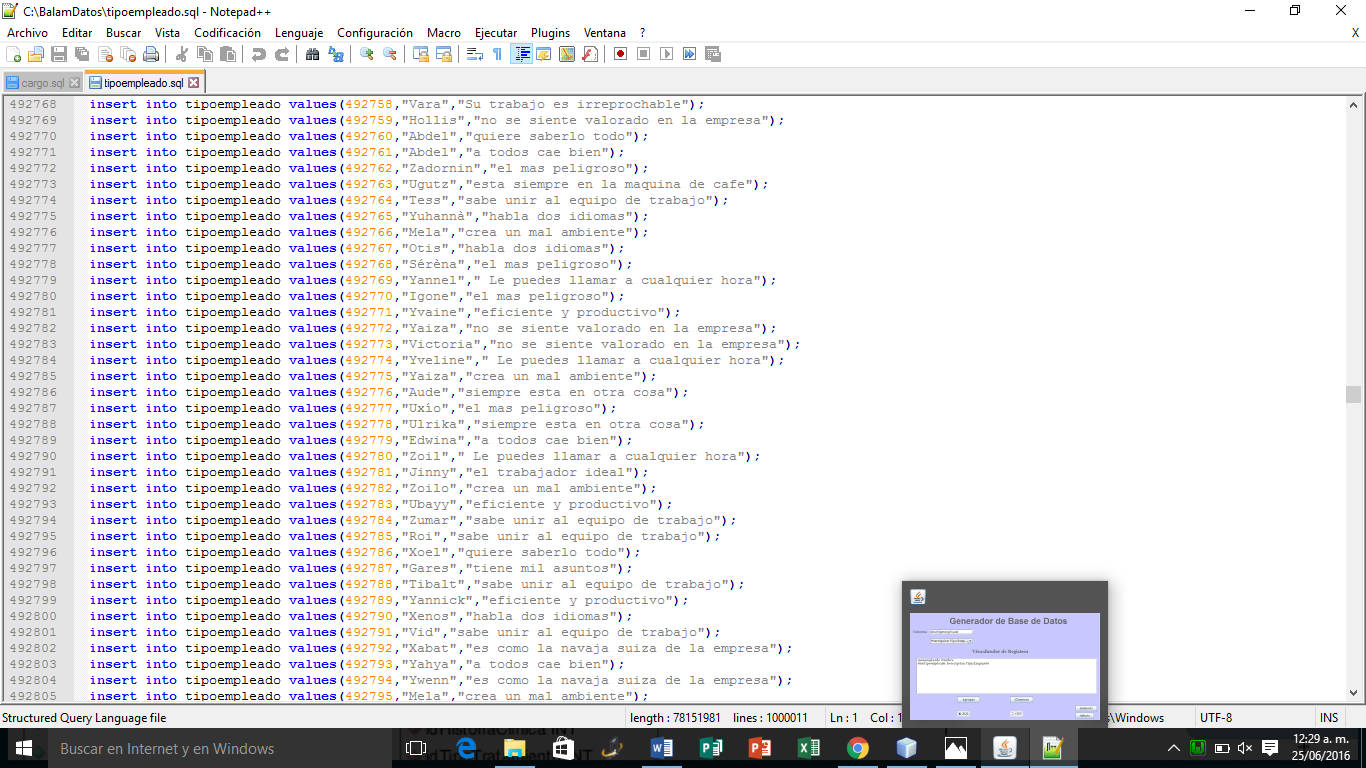 C:\BalamDatos\tipoempleado.sql - Notepad++
Archivo Editar Buscar Vista Codificación Lenguaje Configuración Macro Ejecutar Plugins Ventana ? X
cargo.sql tipoempleado.sql
492768 insert into tipoempleado values(492758,"Vara","Su trabajo es irreprochable");
492769 insert into tipoempleado values(492759,"Hollis","no se siente valorado en la empresa");
492770 insert into tipoempleado values(492760,"Abdel","quiere saberlo todo");
492771 insert into tipoempleado values(492761,"Abdel","a todos cae bien");
492772 insert into tipoempleado values(492762,"Zadornin","el mas peligroso");
492773 insert into tipoempleado values(492763,"Ugutz","esta siempre en la maquina de cafe");
492774 insert into tipoempleado values(492764,"Tess","sabe unir al equipo de trabajo");
492775 insert into tipoempleado values(492765,"Yuhannà","habla dos idiomas");
492776 insert into tipoempleado values(492766,"Mela","crea un mal ambiente");
492777 insert into tipoempleado values(492767,"Otis","habla dos idiomas");
492778 insert into tipoempleado values(492768,"Sérèna","el mas peligroso");
492779 insert into tipoempleado values(492769,"Yannel"," Le puedes llamar a cualquier hora");
492780 insert into tipoempleado values(492770,"Igone","el mas peligroso");
492781 insert into tipoempleado values(492771,"Yvaine","eficiente y productivo");
492782 insert into tipoempleado values(492772,"Yaiza","no se siente valorado en la empresa");
492783 insert into tipoempleado values(492773,"Victoria","no se siente valorado en la empresa");
492784 insert into tipoempleado values(492774,"Yveline"," Le puedes llamar a cualquier hora");
492785 insert into tipoempleado values(492775,"Yaiza","crea un mal ambiente");
492786 insert into tipoempleado values(492776,"Aude","siempre esta en otra cosa");
492787 insert into tipoempleado values(492777,"Uxío","el mas peligroso");
492788 insert into tipoempleado values(492778,"Ulrika","siempre esta en otra cosa");
492789 insert into tipoempleado values(492779,"Edwina","a todos cae bien");
492790 insert into tipoempleado values(492780,"Zoil"," Le puedes llamar a cualquier hora");
492791 insert into tipoempleado values(492781,"Jinny","el trabajador ideal");
492792 insert into tipoempleado values(492782,"Zoilo","crea un mal ambiente");
492793 insert into tipoempleado values(492783,"Ubayy","eficiente y productivo");
492794 insert into tipoempleado values(492784,"Zumar","sabe unir al equipo de trabajo");
492795 insert into tipoempleado values(492785,"Roi","sabe unir al equipo de trabajo");
492796 insert into tipoempleado values(492786,"Xoel","quiere saberlo todo");
492797 insert into tipoempleado values(492787,"Gares","tiene mil asuntos");
492798 insert into tipoempleado values(492788,"Tibalt","sabe unir al equipo de trabajo");
492799 insert into tipoempleado values(492789,"Yannick","eficiente y productivo");
492800 insert into tipoempleado values(492790,"Xenos","habla dos idiomas");
492801 insert into tipoempleado values(492791,"Vid","sabe unir al equipo de trabajo");
492802 insert into tipoempleado values(492792,"Xabat","es como la navaja suiza de la empresa");
492803 insert into tipoempleado values(492793,"Yahya","a todos cae bien");
492804 insert into tipoempleado values(492794,"Ywenn","es como la navaja suiza de la empresa");
492805 insert into tipoempleado values(492795,"Mela","crea un mal ambiente");
Generador de Base de Datos
Visualizador de Registros
Structured Query Language file length : 78151981 lines : 1000011 Ln : 1 Col : 1 s\Windows UTF-8 INS
Buscar en Internet y en Windows
12:29 a. m.
25/06/2016